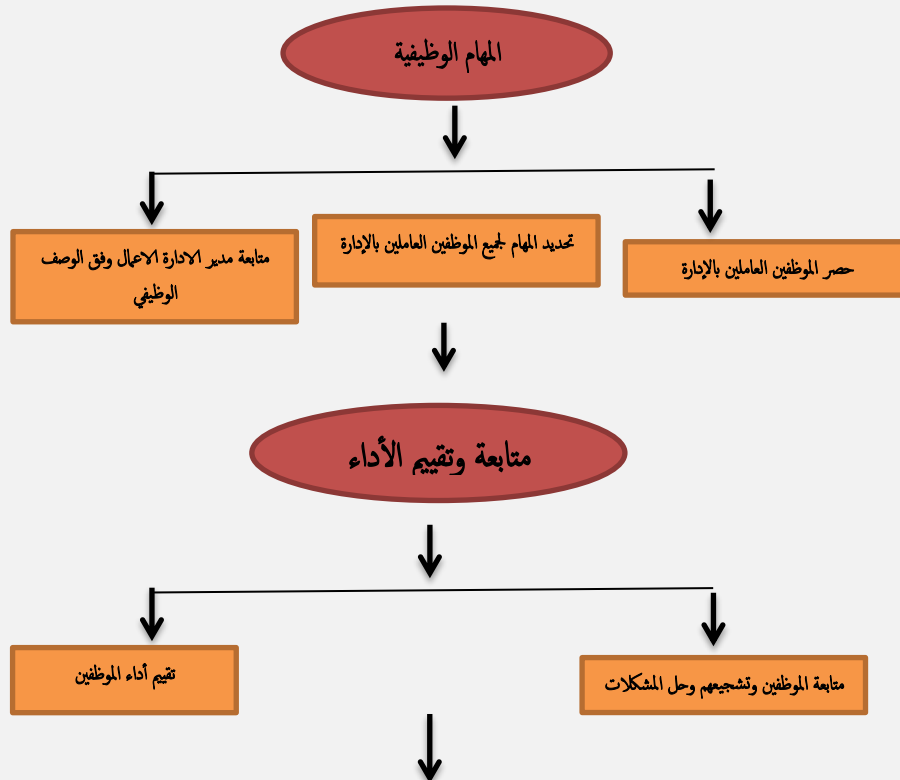 المهام الوظيفية
حصر الموظفين العاملين بالإدارة
تحديد المهام لجميع الموظفين العاملين بالإدارة
متابعة مدير الادارة الاعمال وفق الوصف
الوظيفي
متابعة وتقييم الأداء
متابعة الموظفين وتشجيعهم وحل المشكلات
تقييم أداء الموظفين